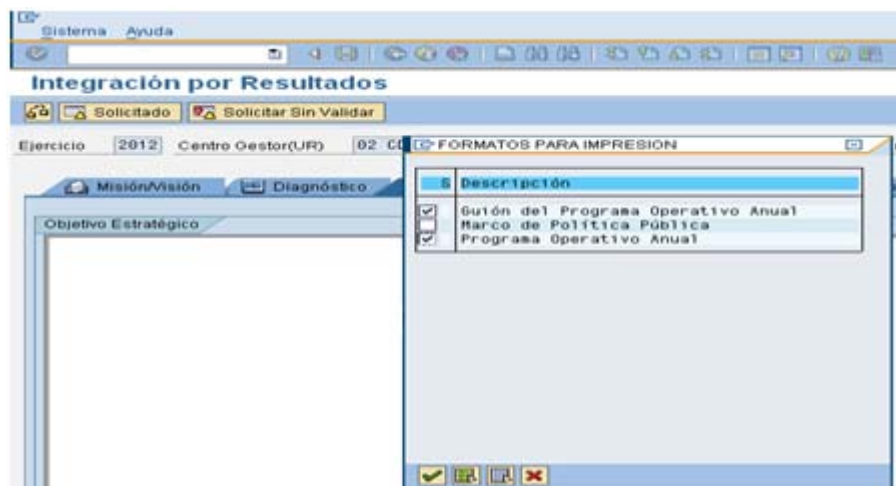 Sistema Ayuda
Integración por Resultados
Solicitado Solicitar Sin Validar
Ejercicio 2012 Centro Gestor(UR) 02 C
FORMATOS PARA IMPRESION
Misión/Visión Diagnóstico
S Descripción
Guión del Programa Operativo Anual
Marco de Política Pública
Programa Operativo Anual
Objetivo Estratégico